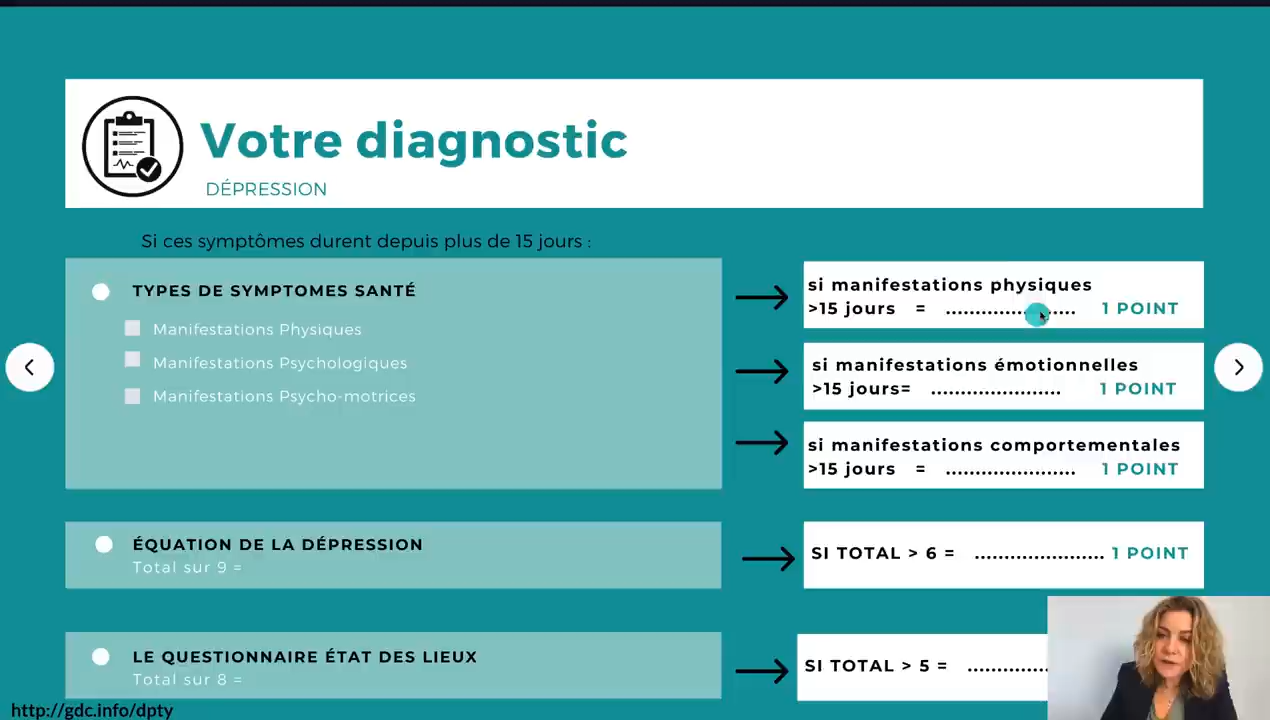 Votre diagnostic
DÉPRESSION
Si ces symptômes durent depuis plus de 15 jours :
TYPES DE SYMPTOMES SANTÉ
Manifestations Physiques
Manifestations Psychologiques
Manifestations Psycho-motrices
si manifestations physiques
>15 jours = ...................... 1 POINT
si manifestations émotionnelles
>15 jours= ...................... 1 POINT
si manifestations comportementales
>15 jours = ...................... 1 POINT
ÉQUATION DE LA DÉPRESSION
Total sur 9 =
SI TOTAL > 6 = ...................... 1 POINT
LE QUESTIONNAIRE ÉTAT DES LIEUX
Total sur 8 =
SI TOTAL > 5 = ..............
http://gdc.info/dpty